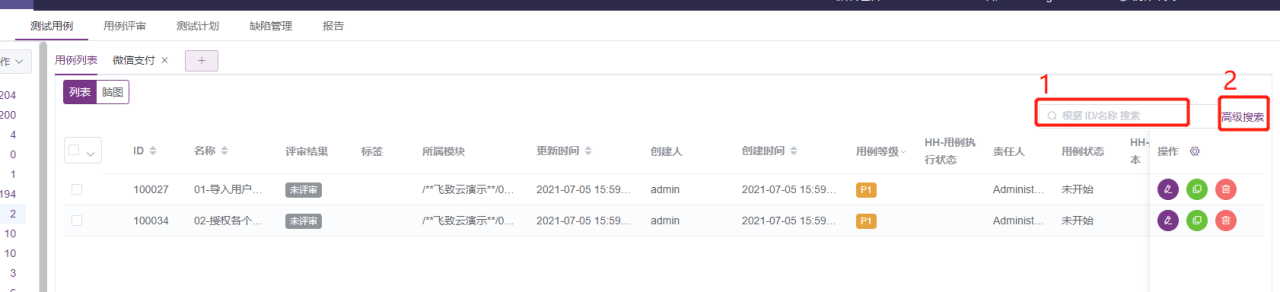 测试用例 用例评审 测试计划 缺陷管理 报告
作 用例列表 微信支付 × +
204 列表 脑图
1 2
200 根据 ID/名称 搜索 高级搜索
4
0 ID 名称 评审结果 标签 所属模块 更新时间 创建人 创建时间 用例等级 HH-用例执行状态 责任人 用例状态 HH- 本 操作
1
194 100027 01-导入用户... 未评审 /**飞致云演示**/0... 2021-07-05 15:59... admin 2021-07-05 15:59... P1 Administ... 未开始
2 100034 02-授权各个... 未评审 /**飞致云演示**/0... 2021-07-05 15:59... admin 2021-07-05 15:59... P1 Administ... 未开始
10
10
3
6